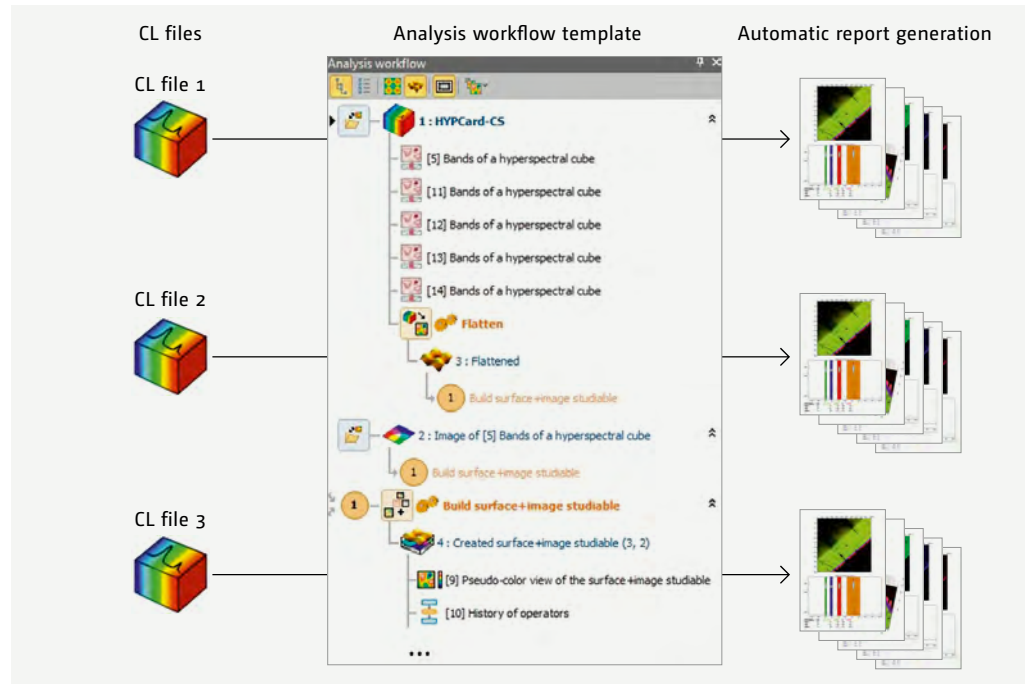 CL files
Analysis workflow template
Automatic report generation
Analysis workflow
CL file 1
1 : HYPCard-CS
[5] Bands of a hyperspectral cube
[11] Bands of a hyperspectral cube
[12] Bands of a hyperspectral cube
[13] Bands of a hyperspectral cube
[14] Bands of a hyperspectral cube
CL file 2
Flatten
3 : Flattened
1 Build surface+image studiable
2 : Image of [5] Bands of a hyperspectral cube
1 Build surface+image studiable
1 Build surface+image studiable
CL file 3
4 : Created surface+image studiable (3, 2)
[9] Pseudo-color view of the surface+image studiable
[10] History of operators
...